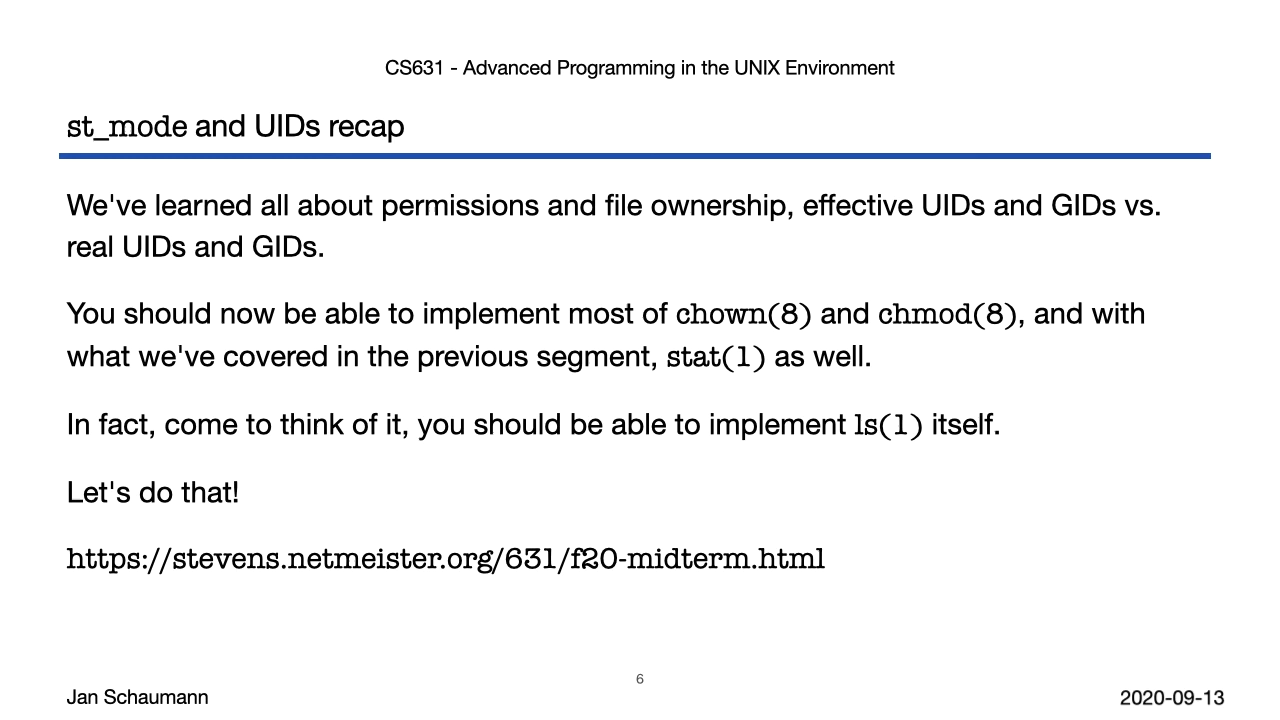 CS631 - Advanced Programming in the UNIX Environment
st_mode and UIDs recap
We've learned all about permissions and file ownership, effective UIDs and GIDs vs.
real UIDs and GIDs.
You should now be able to implement most of chown(8) and chmod(8), and with
what we've covered in the previous segment, stat(1) as well.
In fact, come to think of it, you should be able to implement ls(1) itself.
Let's do that!
https://stevens.netmeister.org/631/f20-midterm.html
6
Jan Schaumann
2020-09-13